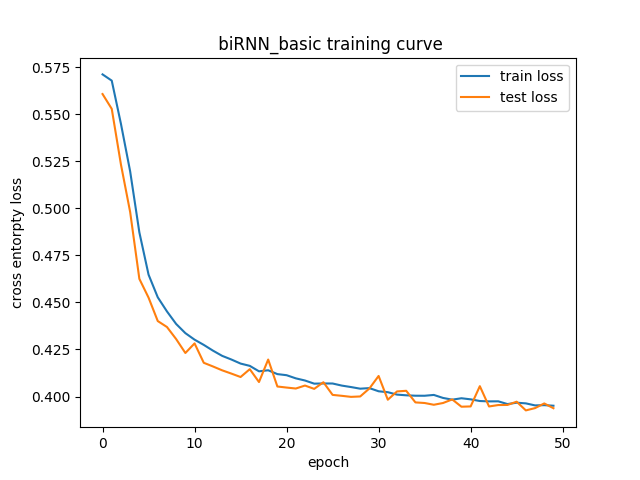 biRNN_basic training curve
train loss
test loss
cross entorpty loss
0.575
0.550
0.525
0.500
0.475
0.450
0.425
0.400
0
10
20
30
40
50
epoch